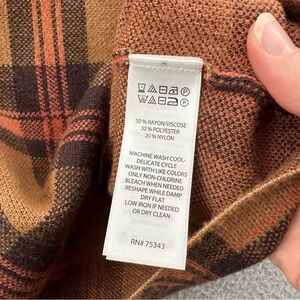 50% RAYON/VISCOSE
30% POLYESTER
20% NYLON
MACHINE WASH COOL-
DELICATE CYCLE
WASH WITH LIKE COLORS
ONLY NON-CHLORINE
BLEACH WHEN NEEDED
RESHAPE WHILE DAMP
DRY FLAT
LOW IRON IF NEEDED
OR DRY CLEAN
RN# 75343